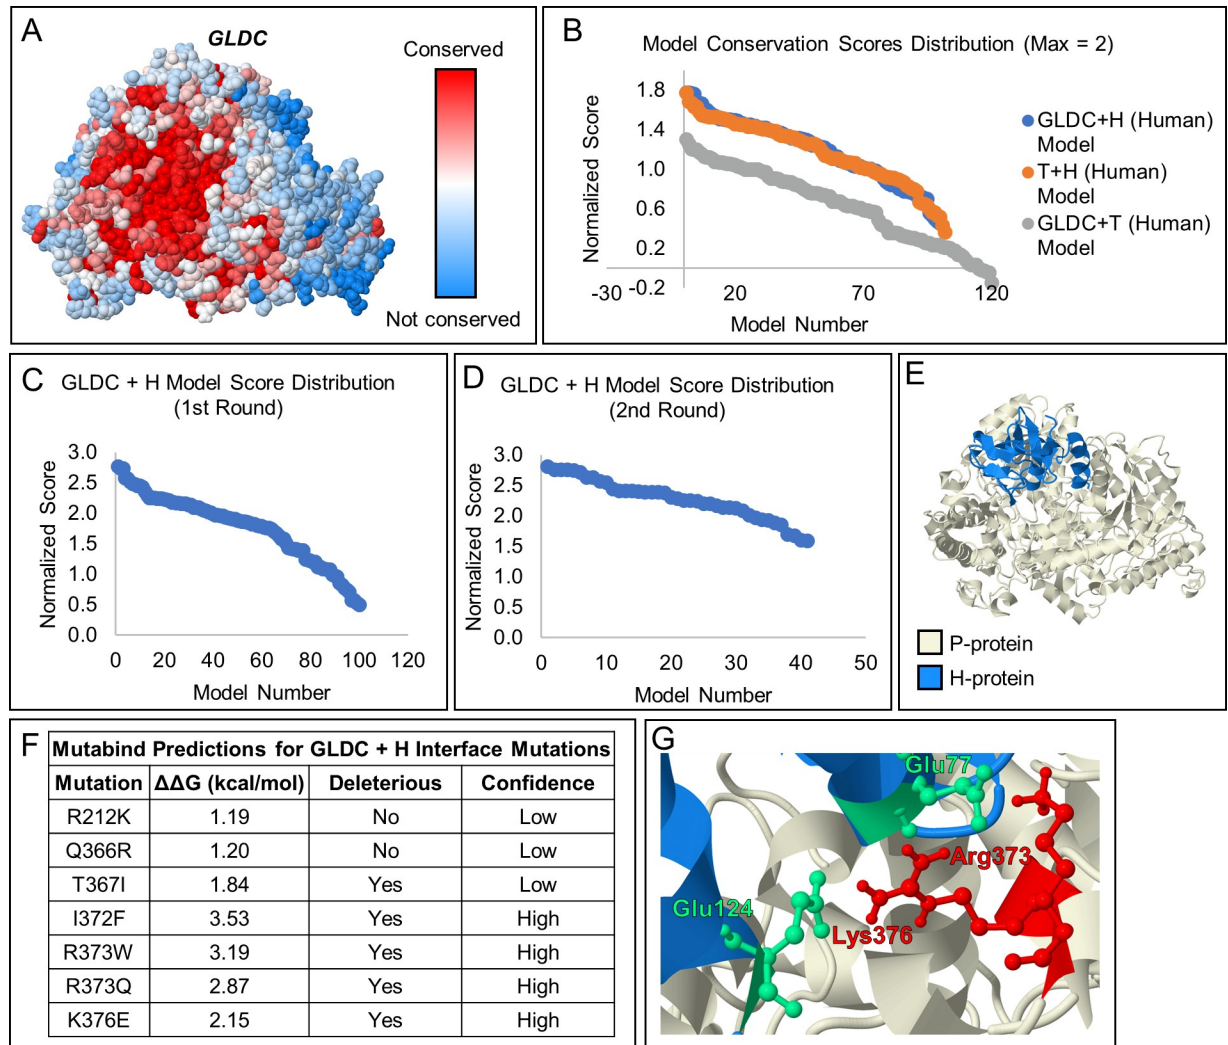 A
GLDC
Conserved
Not conserved
B
Model Conservation Scores Distribution (Max = 2)
Normalized Score
1.8
1.4
1.0
0.6
0.2
-0.2
-30
20
70
120
Model Number
GLDC+H (Human)
Model
T+H (Human)
Model
GLDC+T (Human)
Model
C
GLDC + H Model Score Distribution
(1st Round)
Normalized Score
3.0
2.5
2.0
1.5
1.0
0.5
0.0
0 20 40 60 80 100 120
Model Number
D
GLDC + H Model Score Distribution
(2nd Round)
Normalized Score
3.0
2.5
2.0
1.5
1.0
0.5
0.0
0 10 20 30 40 50
Model Number
E
P-protein
H-protein
F
Mutabind Predictions for GLDC + H Interface Mutations
Mutation ΔΔG (kcal/mol) Deleterious Confidence
R212K 1.19 No Low
Q366R 1.20 No Low
T367I 1.84 Yes Low
I372F 3.53 Yes High
R373W 3.19 Yes High
R373Q 2.87 Yes High
K376E 2.15 Yes High
G
Glu77
Arg373
Glu124
Lys376